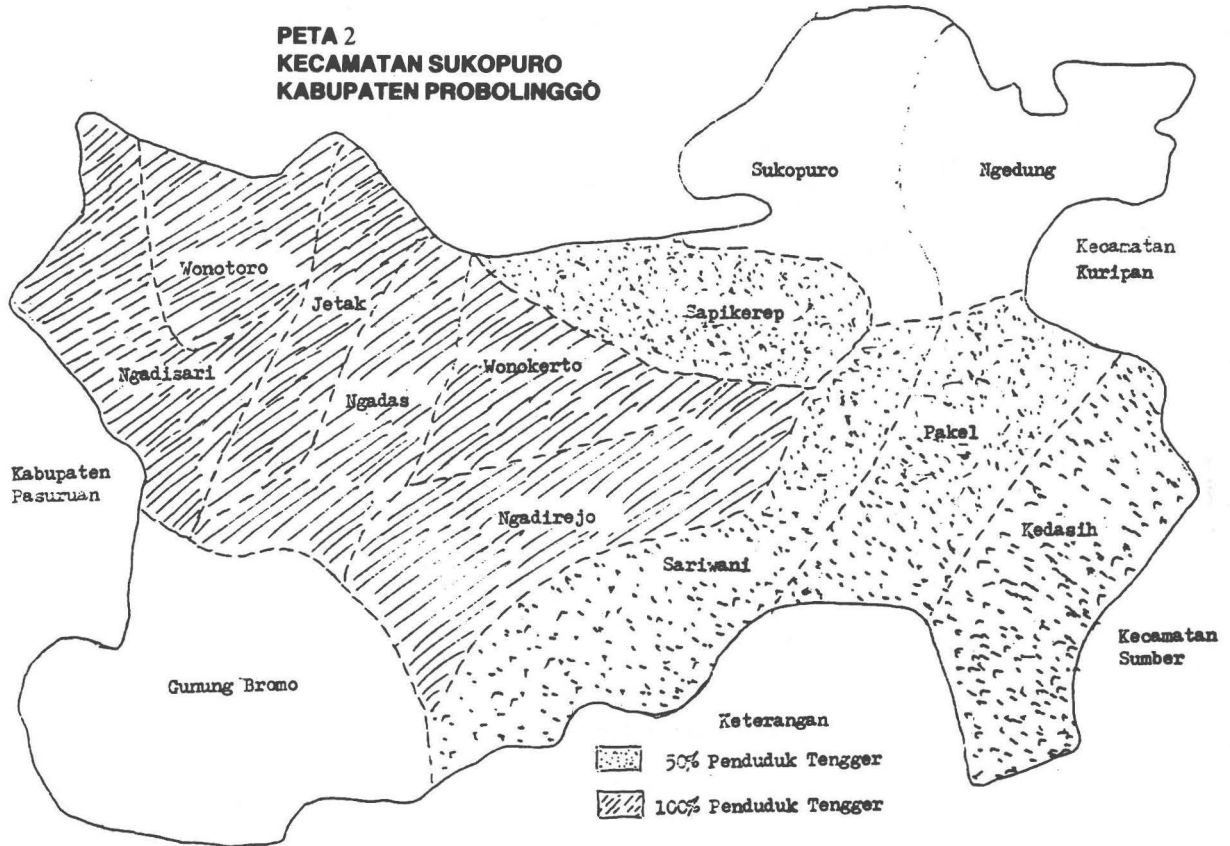 PETA 2
KECAMATAN SUKOPURO
KABUPATEN PROBOLINGGO
Sukopuro
Ngedung
Kecamatan
Kuripan
Wonotoro
Jetak
Sapikerep
Ngadisari
Ngadas
Wonokerto
Pakel
Kabupaten
Pasuruan
Ngadirejo
Kedasih
Sariwani
Kecamatan
Sumber
Gunung Bromo
Keterangan
50% Penduduk Tengger
100% Penduduk Tengger